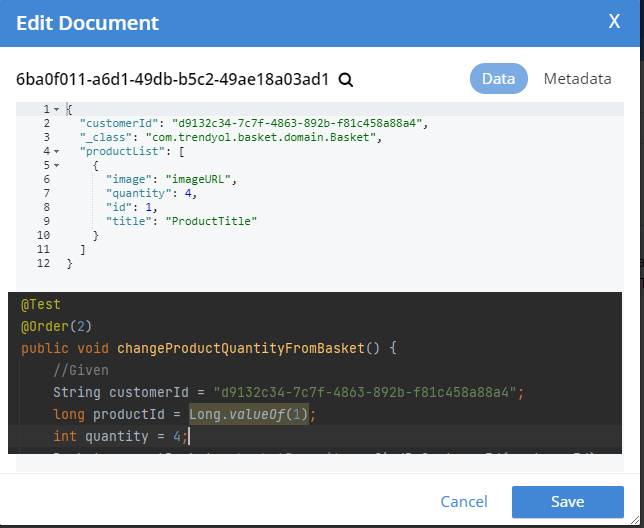 Edit Document
X
6ba0f011-a6d1-49db-b5c2-49ae18a03ad1
Data
Metadata
1 {
2 "customerId": "d9132c34-7c7f-4863-892b-f81c458a88a4",
3 "_class": "com.trendyol.basket.domain.Basket",
4 "productList": [
5 {
6 "image": "imageURL",
7 "quantity": 4,
8 "id": 1,
9 "title": "ProductTitle"
10 }
11 ]
12 }
@Test
@Order(2)
public void changeProductQuantityFromBasket() {
//Given
String customerId = "d9132c34-7c7f-4863-892b-f81c458a88a4";
long productId = Long.valueOf(1);
int quantity = 4;
Cancel
Save